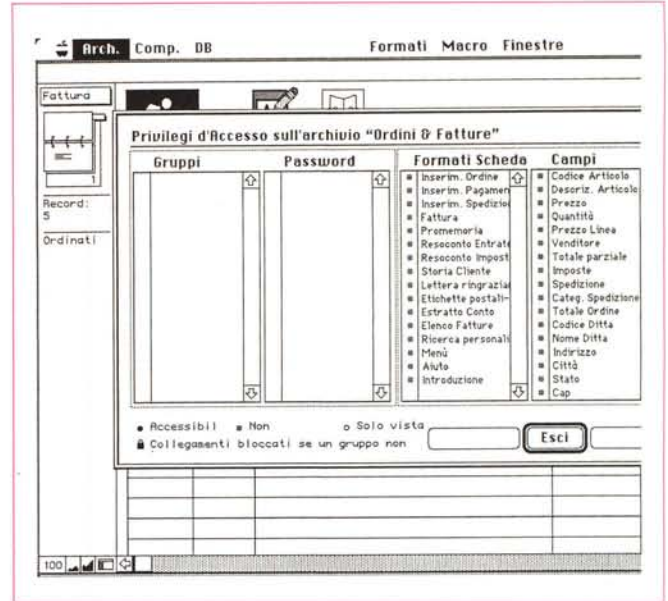 Arch. Comp. DB Formati Macro Finestre
Fattura
1
Record:
5
Ordinati
Privilegi d'Accesso sull'archivio "Ordini & Fatture"
Gruppi Password Formati Scheda Campi
Inserim. Ordine
Inserim. Pagamen
Inserim. Spedizio
Fattura
Promemoria
Resoconto Entrate
Resoconto Impost
Storia Cliente
Lettera ringrazia
Etichette postali-
Estratto Conto
Elenco Fatture
Ricerca personali
Menù
Aiuto
Introduzione
Codice Articolo
Descriz. Articolo
Prezzo
Quantità
Prezzo Linea
Venditore
Totale parziale
Imposte
Spedizione
Categ. Spedizione
Totale Ordine
Codice Ditta
Nome Ditta
Indirizzo
Città
Stato
Cap
Accessibil Non Solo vista
Collegamenti bloccati se un gruppo non
Esci
100